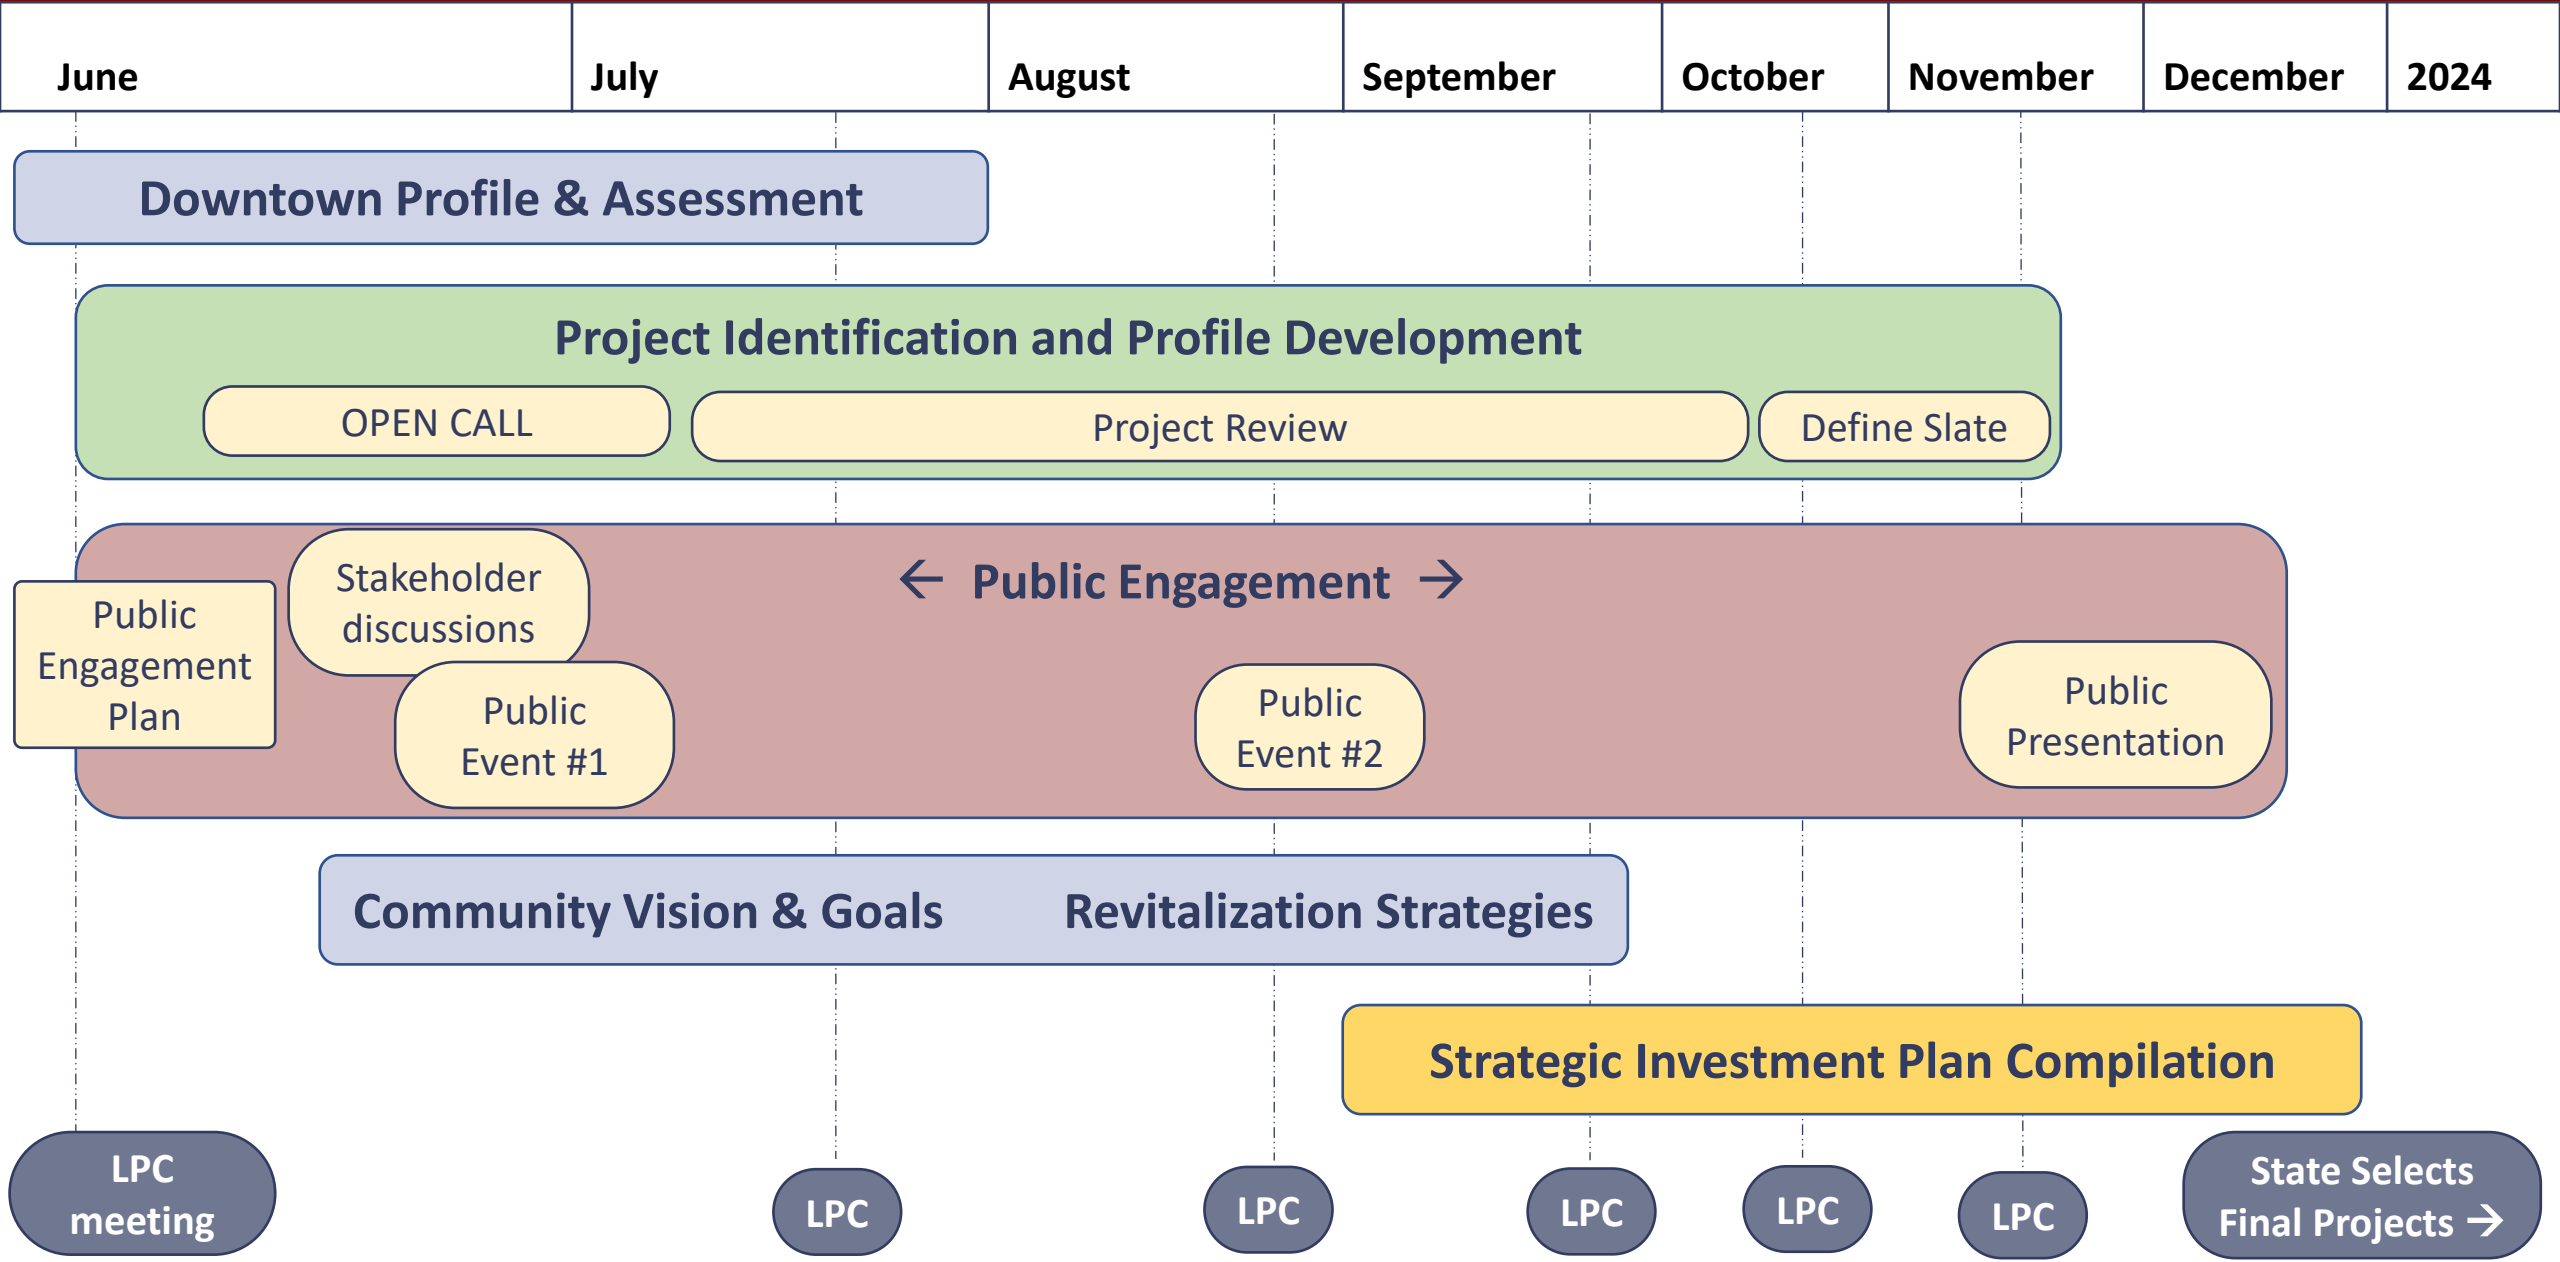 June July August September October November December 2024
Downtown Profile & Assessment
Project Identification and Profile Development
OPEN CALL
Project Review
Define Slate
← Public Engagement →
Stakeholder
discussions
Public
Engagement
Plan
Public
Event #1
Public
Event #2
Public
Presentation
Community Vision & Goals Revitalization Strategies
Strategic Investment Plan Compilation
LPC
meeting
LPC
LPC
LPC
LPC
LPC
State Selects
Final Projects →